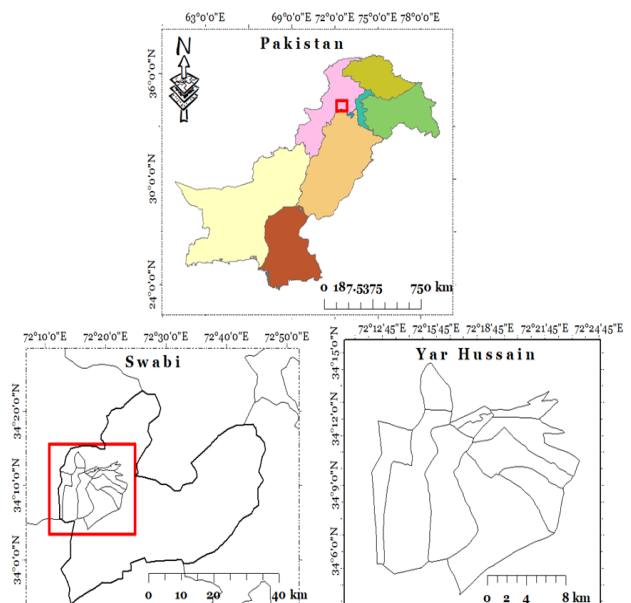 63°0'0"E 69°0'0"E 72°0'0"E 75°0'0"E 78°0'0"E
Pakistan
N
36°0'0"N
30°0'0"N
24°0'0"N
0 187.5375 750 km
72°10'0"E 72°20'0"E 72°30'0"E 72°40'0"E 72°50'0"E
Swabi
34°20'0"N
34°10'0"N
34°0'0"N
0 10 20 40 km
72°12'45"E 72°15'45"E 72°18'45"E 72°21'45"E 72°24'45"E
Yar Hussain
34°15'0"N
34°12'0"N
34°9'0"N
34°6'0"N
0 2 4 8 km